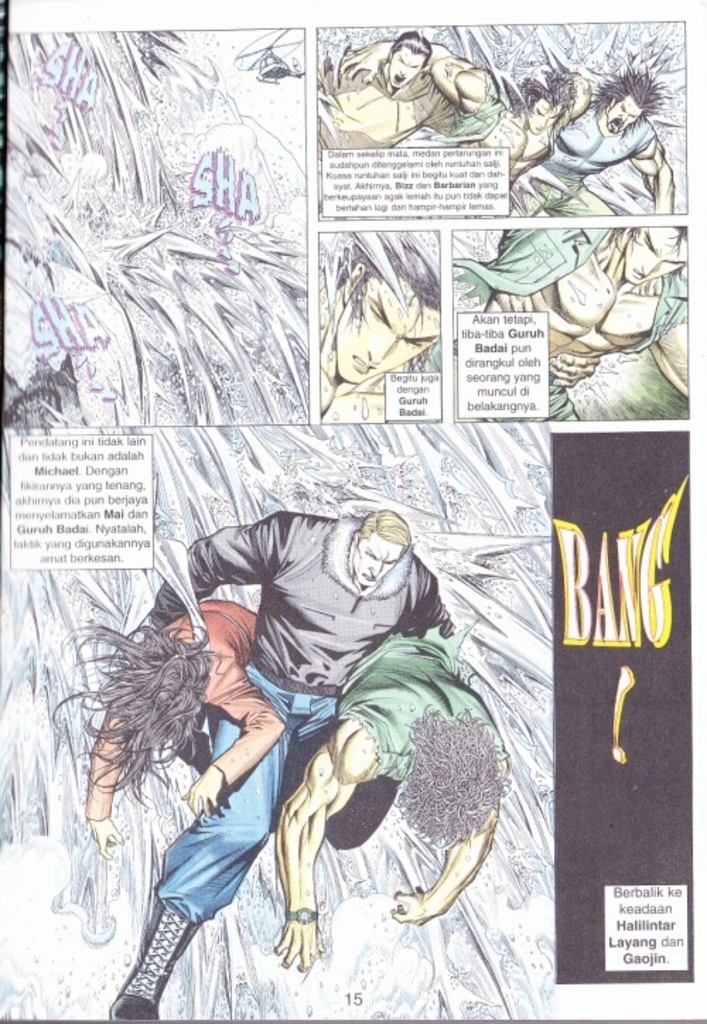 SHA
SHA
SHA
Dalam sekelip mata, medan pertarungan ini
sudahpun ditenggelami oleh runtuhan salji.
Kuasa runtuhan salji ini begitu kuat dan dah-
syat. Akhirnya, Bizz dan Barbarian yang
berkeupayaan agak lemah itu pun tidak dapat
bertahan lagi dan hampir-hampir lemas.
Begitu juga
dengan
Guruh
Badai.
Akan tetapi,
tiba-tiba Guruh
Badai pun
dirangkul oleh
seorang yang
muncul di
belakangnya.
Pendatang ini tidak lain
dan tidak bukan adalah
Michael. Dengan
fikirannya yang tenang,
akhirnya dia pun berjaya
menyelamatkan Mai dan
Guruh Badai. Nyatalah,
taktik yang digunakannya
amat berkesan.
BANG
!
Berbalik ke
keadaan
Halilintar
Layang dan
Gaojin.
15